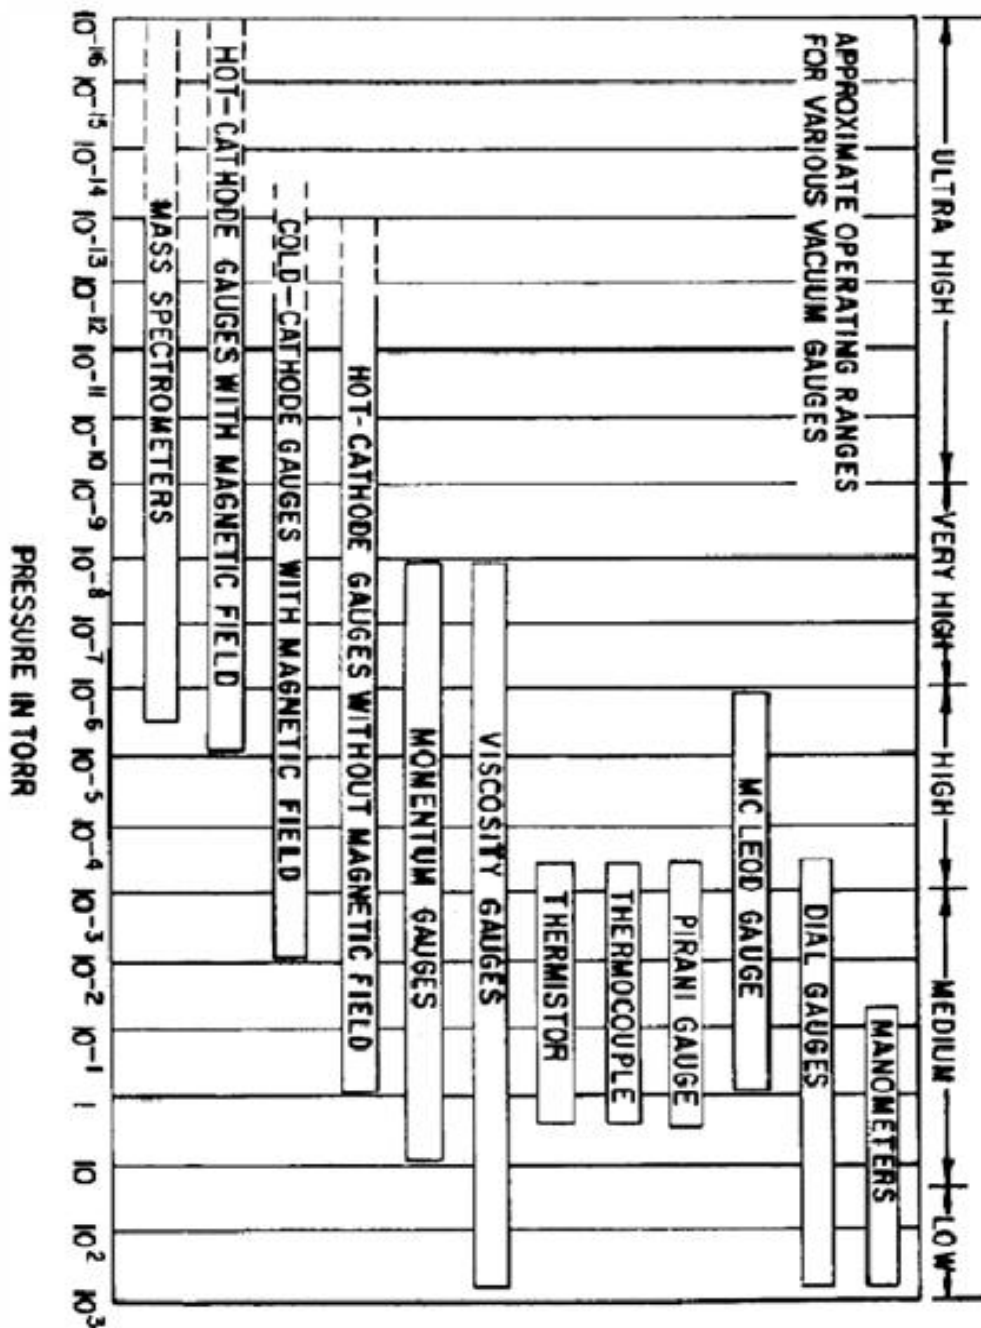 APPROXIMATE OPERATING RANGES
FOR VARIOUS VACUUM GAUGES
ULTRA HIGH
VERY HIGH
HIGH
MEDIUM
LOW
MANOMETERS
DIAL GAUGES
MC LEOD GAUGE
PIRANI GAUGE
THERMOCOUPLE
THERMISTOR
VISCOSITY GAUGES
MOMENTUM GAUGES
HOT-CATHODE GAUGES WITHOUT MAGNETIC FIELD
COLD-CATHODE GAUGES WITH MAGNETIC FIELD
HOT-CATHODE GAUGES WITH MAGNETIC FIELD
MASS SPECTROMETERS
10⁻¹⁶ 10⁻¹⁵ 10⁻¹⁴ 10⁻¹³ 10⁻¹² 10⁻¹¹ 10⁻¹⁰ 10⁻⁹ 10⁻⁸ 10⁻⁷ 10⁻⁶ 10⁻⁵ 10⁻⁴ 10⁻³ 10⁻² 10⁻¹ 1 10 10² 10³
PRESSURE IN TORR